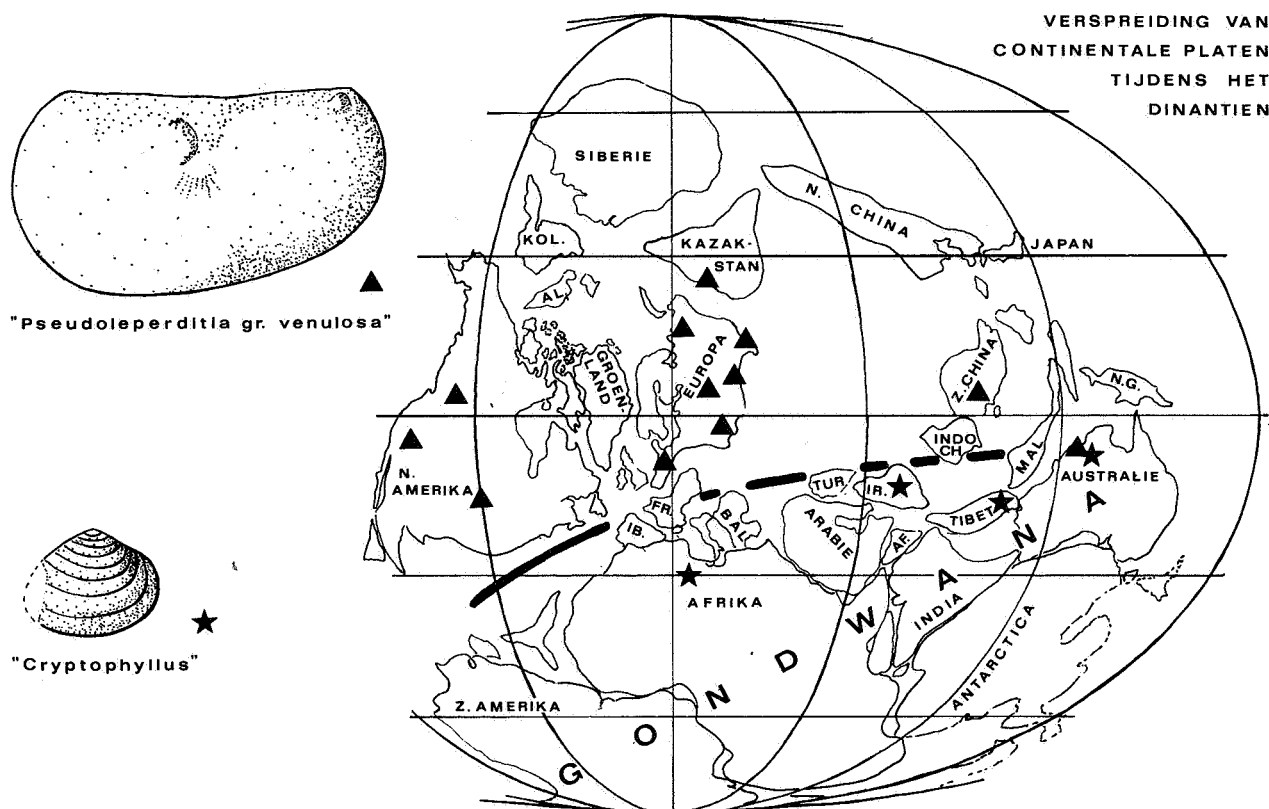 VERSPREIDING VAN
CONTINENTALE PLATEN
TIJDENS HET
DINANTIEN
"Pseudoleperditia gr. venulosa"
"Cryptophyllus"
SIBERIE
N. CHINA
KOL.
KAZAK-
STAN
JAPAN
AL.
GROEN-
LAND
EUROPA
Z. CHINA
N.G.
N.
AMERIKA
INDO
CH.
MAL.
AUSTRALIE
TUR.
IR.
TIBET
FR.
IB.
BAL.
ARABIE
AF.
AFRIKA
INDIA
ANTARCTICA
Z. AMERIKA
GONDWANA